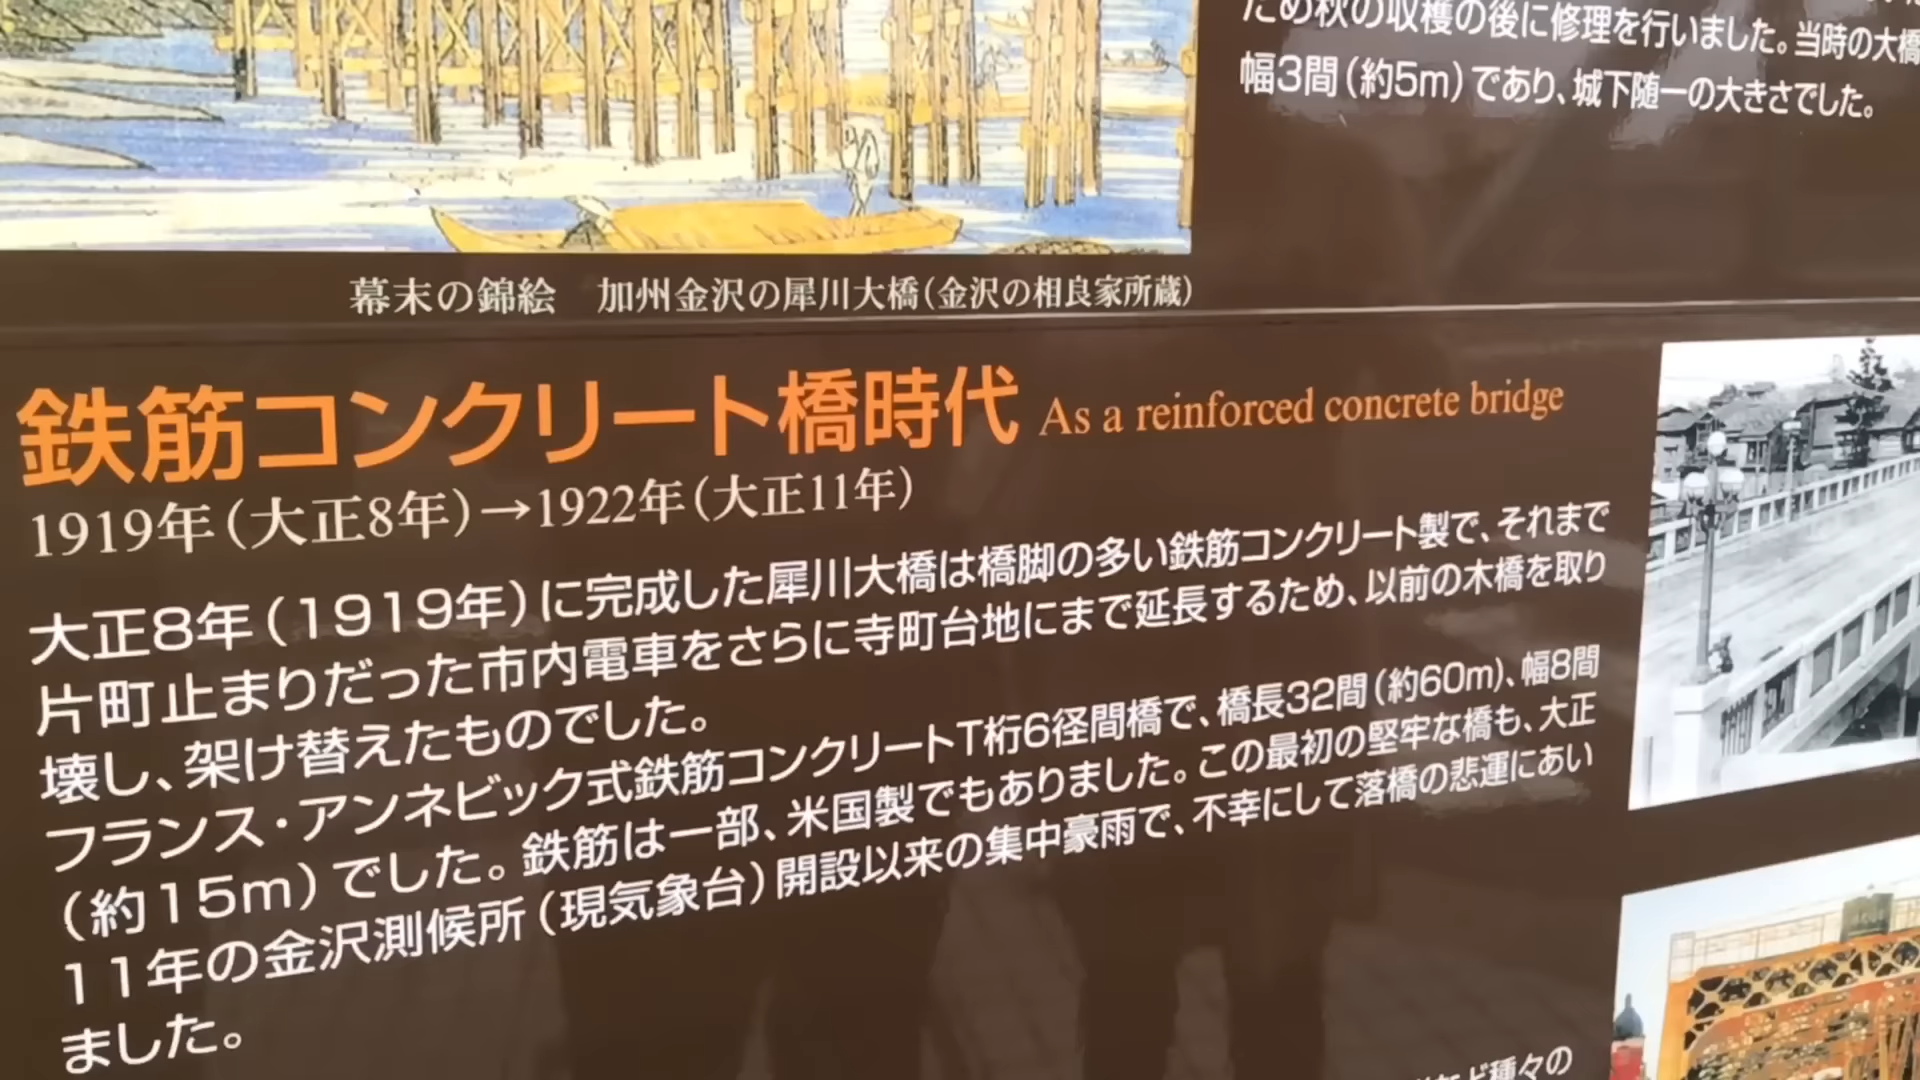 ため秋の収穫の後に修理を行いました。当時の大橋
幅3間(約5m)であり、城下随一の大きさでした。
幕末の錦絵　加州金沢の犀川大橋(金沢の相良家所蔵)
鉄筋コンクリート橋時代 As a reinforced concrete bridge
1919年(大正8年)→1922年(大正11年)
大正8年(1919年)に完成した犀川大橋は橋脚の多い鉄筋コンクリート製で、それまで
片町止まりだった市内電車をさらに寺町台地にまで延長するため、以前の木橋を取り
壊し、架け替えたものでした。
フランス・アンネビック式鉄筋コンクリートT桁6径間橋で、橋長32間(約60m)、幅8間
(約15m)でした。鉄筋は一部、米国製でもありました。この最初の堅牢な橋も、大正
11年の金沢測候所(現気象台)開設以来の集中豪雨で、不幸にして落橋の悲運にあい
ました。
など種々の